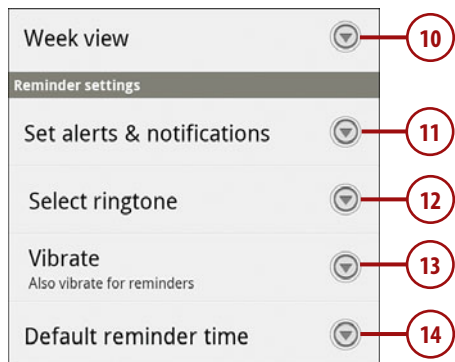 Week view 10
Reminder settings
Set alerts & notifications 11
Select ringtone 12
Vibrate 13
Also vibrate for reminders
Default reminder time 14